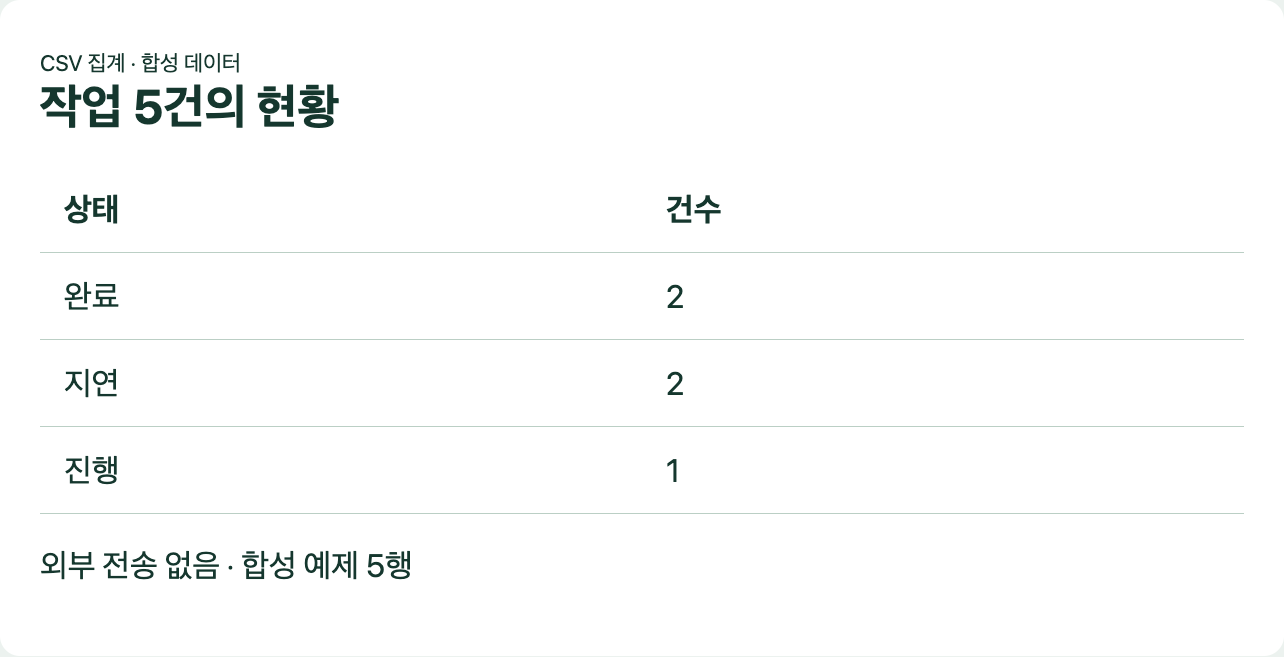 CSV 집계 · 합성 데이터
작업 5건의 현황
상태 건수
완료 2
지연 2
진행 1
외부 전송 없음 · 합성 예제 5행